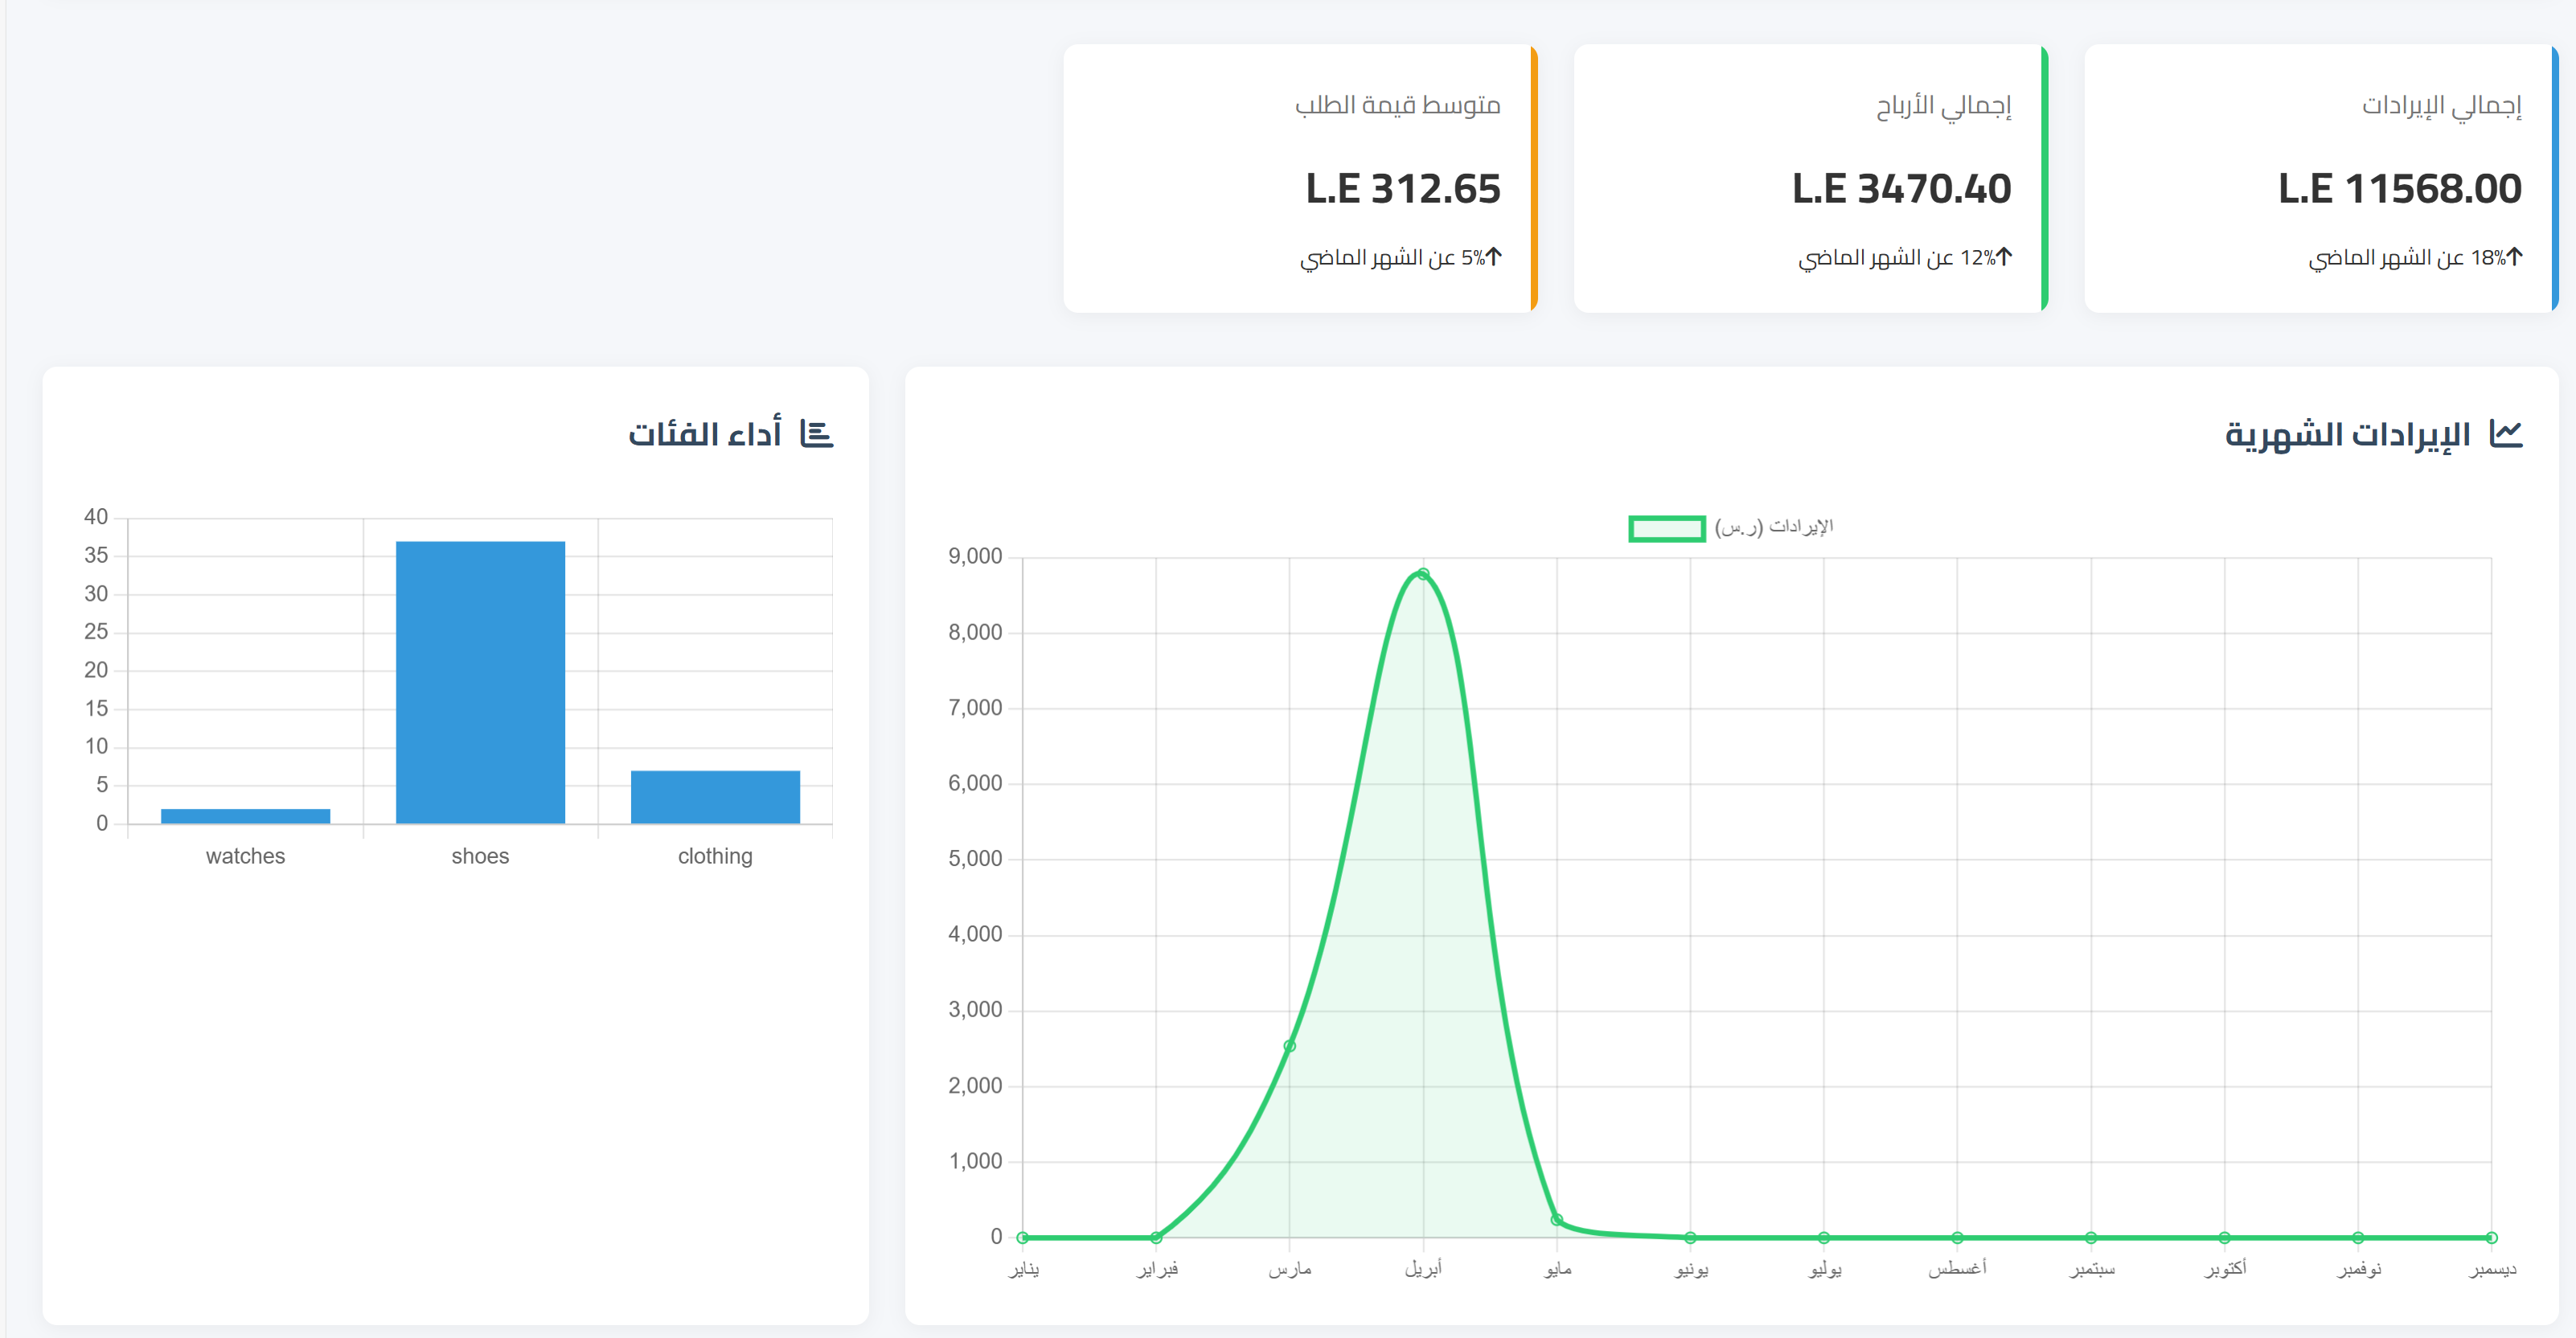 إجمالي الإيرادات
L.E 11568.00
18% عن الشهر الماضي
إجمالي الأرباح
L.E 3470.40
12% عن الشهر الماضي
متوسط قيمة الطلب
L.E 312.65
5% عن الشهر الماضي
الإيرادات الشهرية
الإيرادات (ر.س)
9,000
8,000
7,000
6,000
5,000
4,000
3,000
2,000
1,000
0
يناير
فبراير
مارس
أبريل
مايو
يونيو
يوليو
أغسطس
سبتمبر
أكتوبر
نوفمبر
ديسمبر
أداء الفئات
40
35
30
25
20
15
10
5
0
watches
shoes
clothing